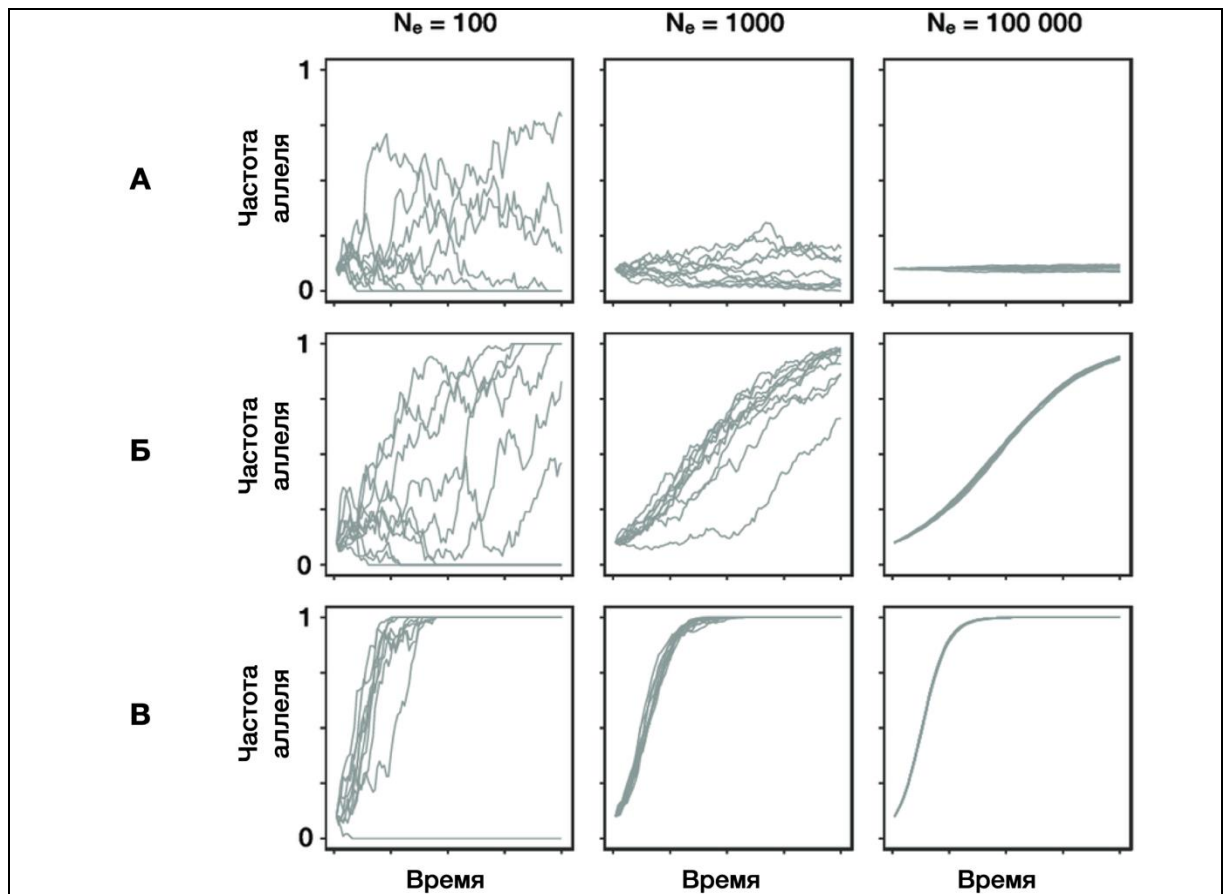 Nₑ = 100 Nₑ = 1000 Nₑ = 100 000
А
Частота
аллеля
1
0
Б
Частота
аллеля
1
0
В
Частота
аллеля
1
0
Время Время Время